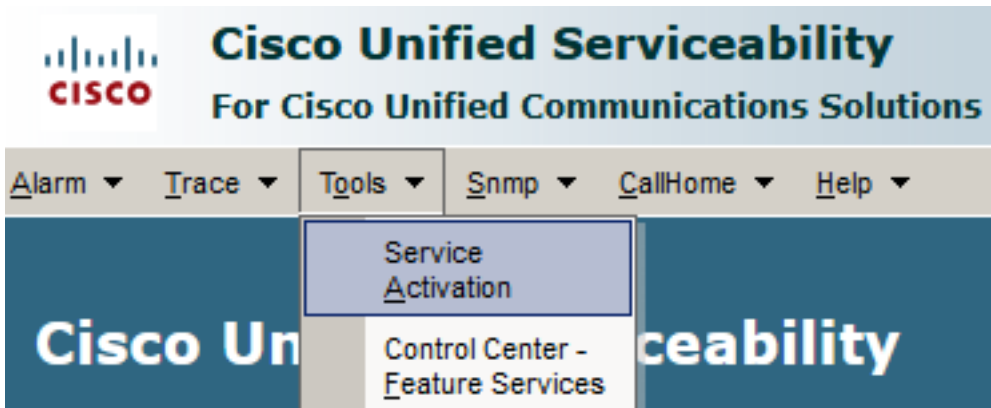 Cisco Unified Serviceability
CISCO
For Cisco Unified Communications Solutions
Alarm Trace Tools Snmp CallHome Help
Service
Activation
Cisco Un ceability
Control Center -
Feature Services